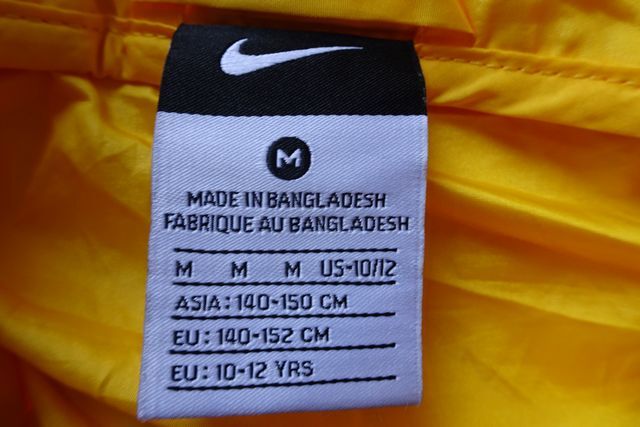 M
MADE IN BANGLADESH
FABRIQUE AU BANGLADESH
M M M US-10/12
ASIA: 140-150 CM
EU: 140-152 CM
EU: 10-12 YRS